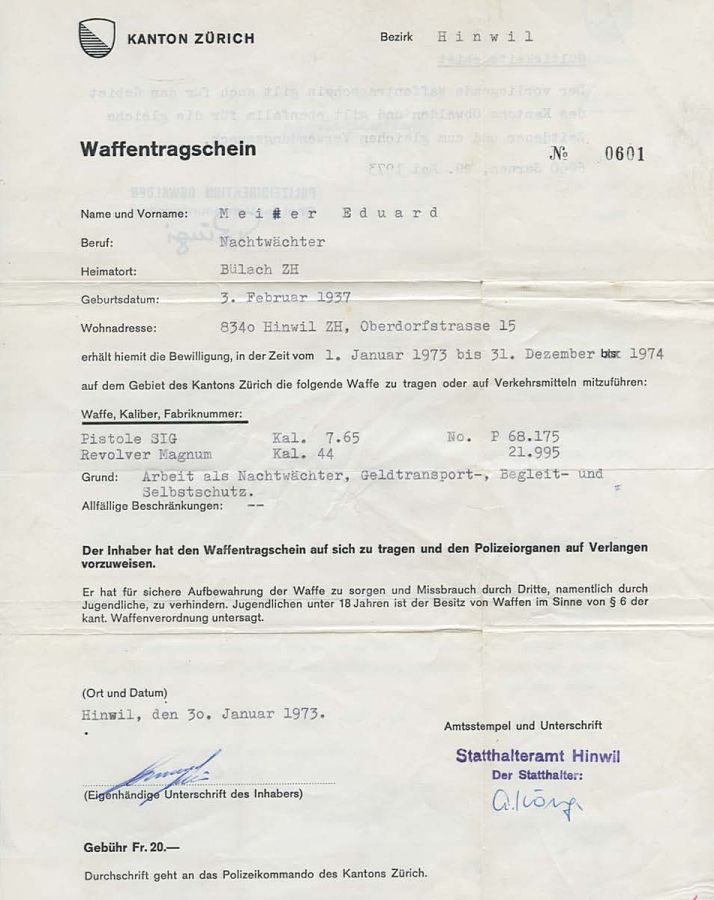 KANTON ZÜRICH
Bezirk Hinwil
Waffentragschein
№ 0601
Name und Vorname: Meier Eduard
Beruf: Nachtwächter
Heimatort: Bülach ZH
Geburtsdatum: 3. Februar 1937
Wohnadresse: 8340 Hinwil ZH, Oberdorfstrasse 15
erhält hiemit die Bewilligung, in der Zeit vom 1. Januar 1973 bis 31. Dezember bis 1974
auf dem Gebiet des Kantons Zürich die folgende Waffe zu tragen oder auf Verkehrsmitteln mitzuführen:
Waffe, Kaliber, Fabriknummer:
Pistole SIG Kal. 7.65 No. P 68.175
Revolver Magnum Kal. 44 21.995
Grund: Arbeit als Nachtwächter, Geldtransport-, Begleit- und
Selbstschutz.
Allfällige Beschränkungen: --
Der Inhaber hat den Waffentragschein auf sich zu tragen und den Polizeiorganen auf Verlangen
vorzuweisen.
Er hat für sichere Aufbewahrung der Waffe zu sorgen und Missbrauch durch Dritte, namentlich durch
Jugendliche, zu verhindern. Jugendlichen unter 18 Jahren ist der Besitz von Waffen im Sinne von § 6 der
kant. Waffenverordnung untersagt.
(Ort und Datum)
Hinwil, den 30. Januar 1973.
Amtsstempel und Unterschrift
Statthalteramt Hinwil
Der Statthalter:
(Eigenhändige Unterschrift des Inhabers)
Gebühr Fr. 20.—
Durchschrift geht an das Polizeikommando des Kantons Zürich.